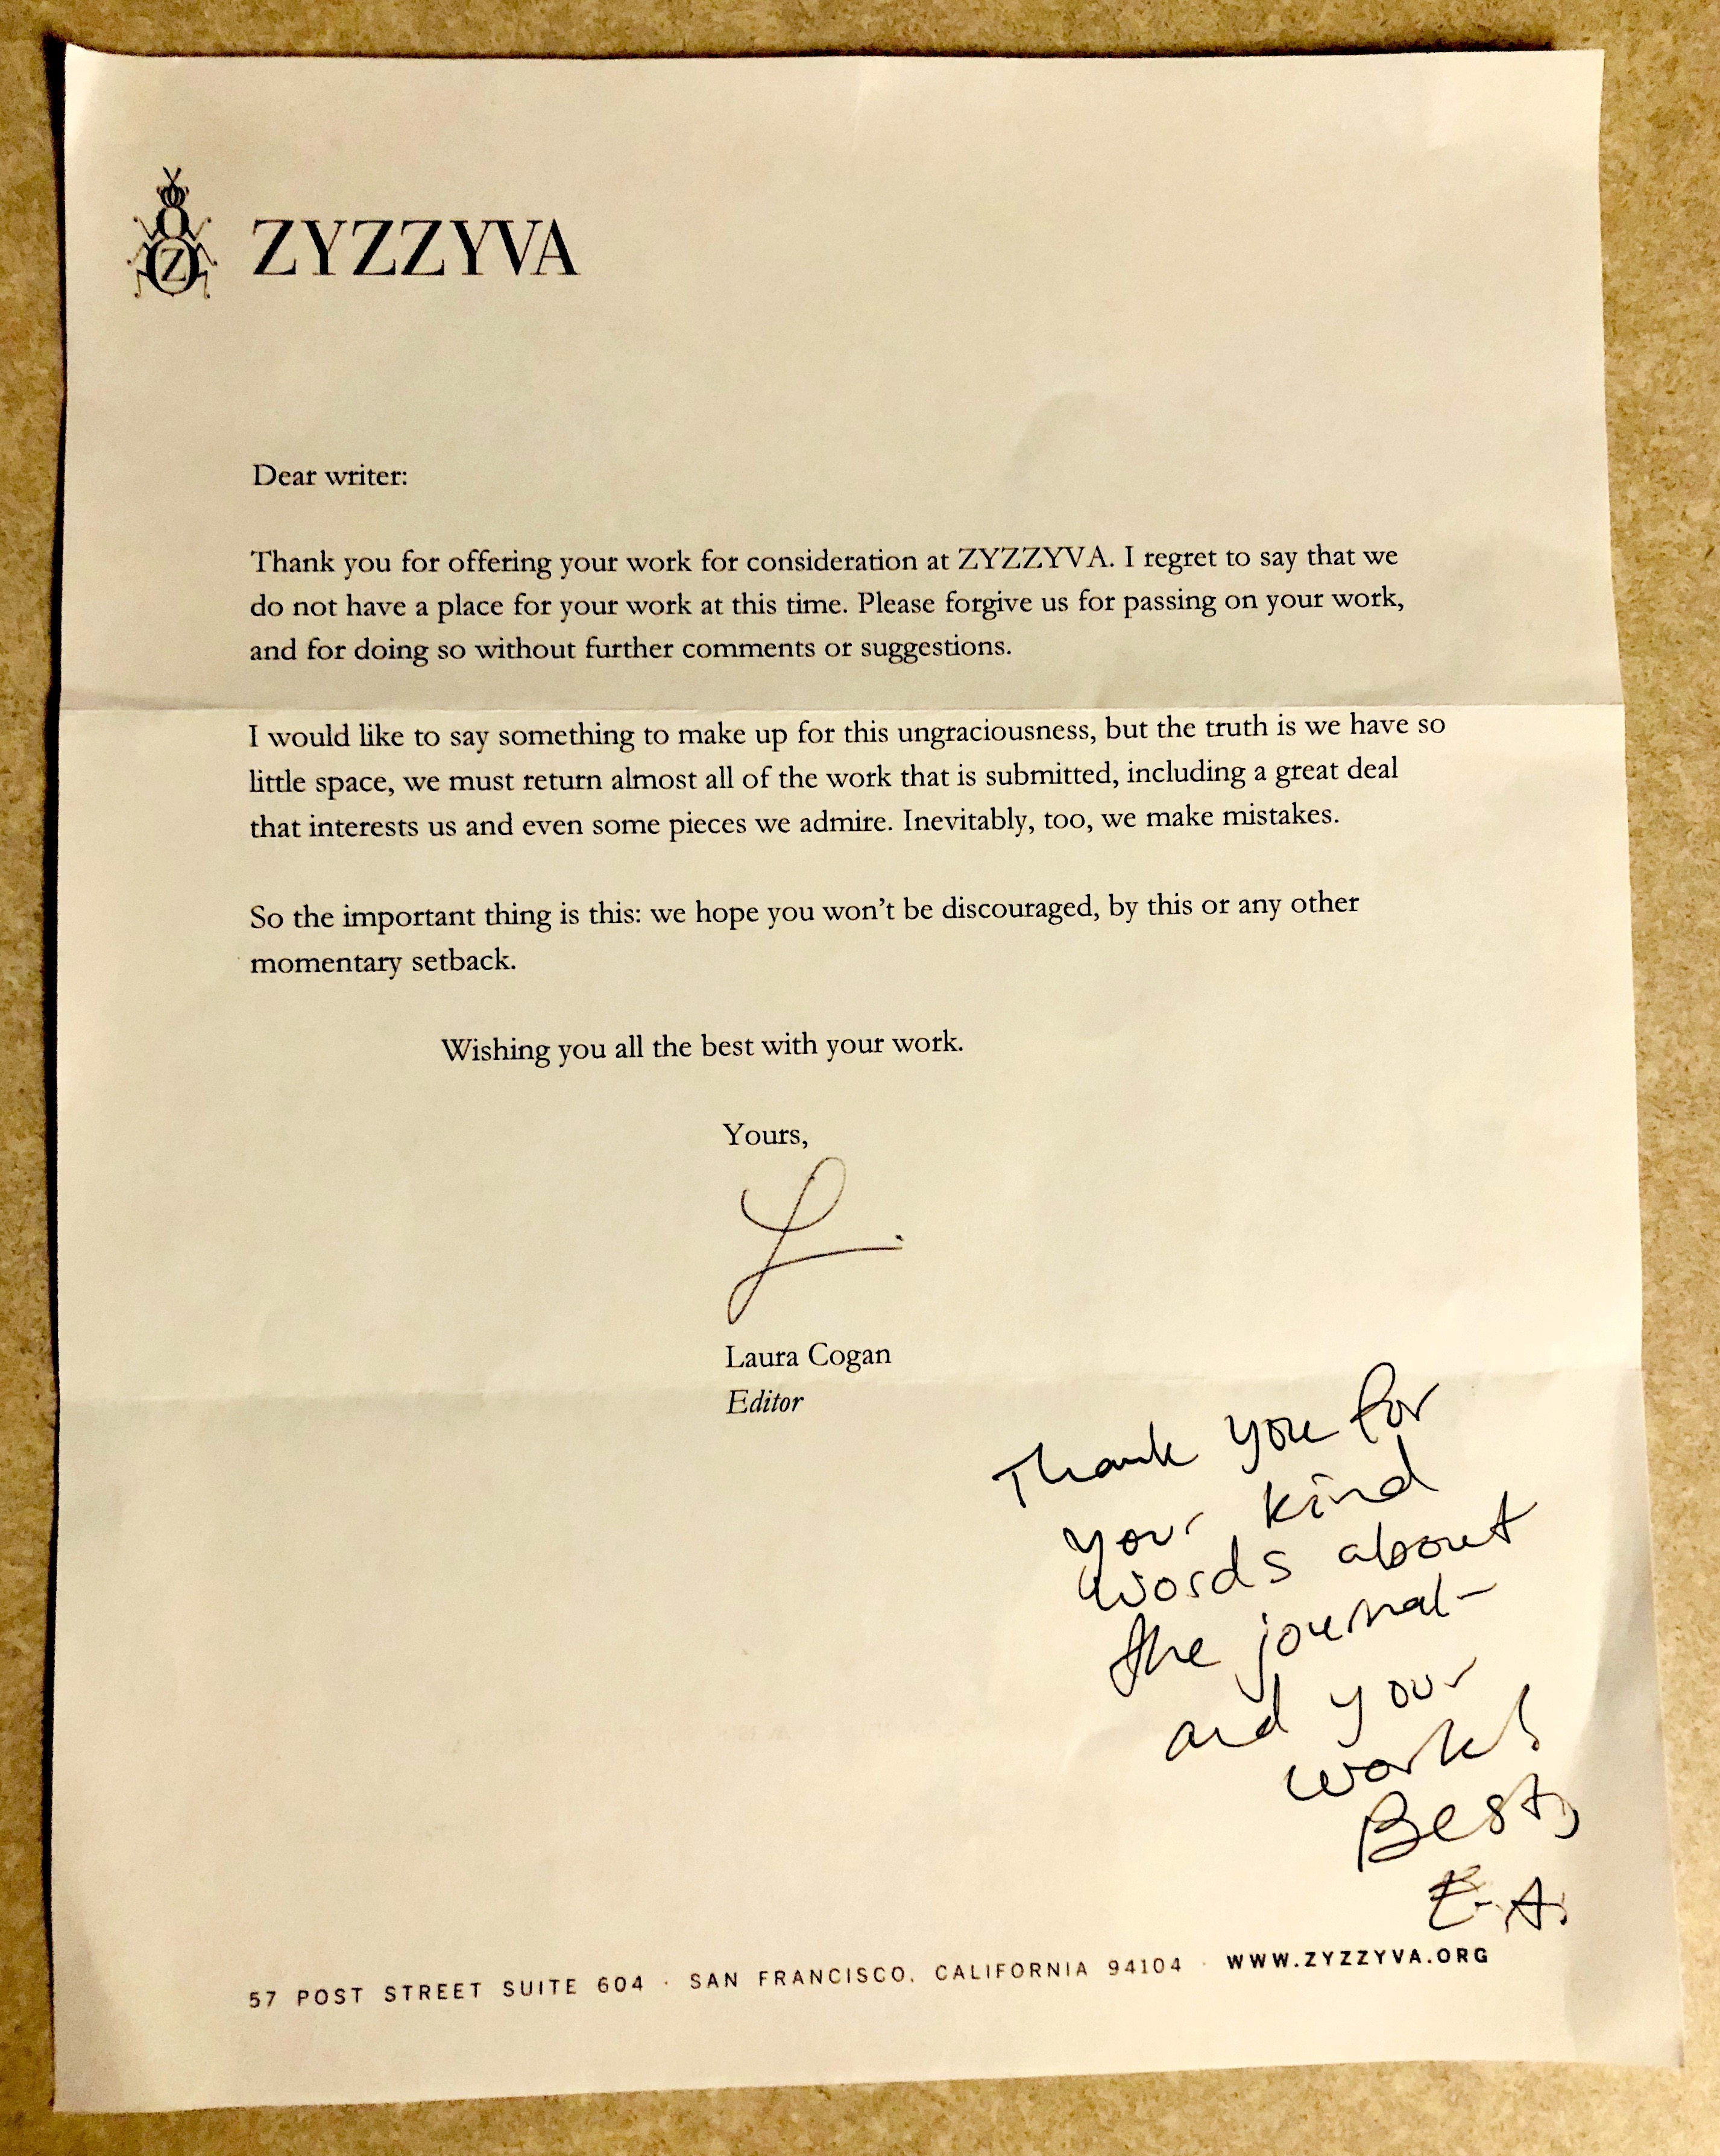 ZYZZYVA
Dear writer:
Thank you for offering your work for consideration at ZYZZYVA. I regret to say that we
do not have a place for your work at this time. Please forgive us for passing on your work,
and for doing so without further comments or suggestions.
I would like to say something to make up for this ungraciousness, but the truth is we have so
little space, we must return almost all of the work that is submitted, including a great deal
that interests us and even some pieces we admire. Inevitably, too, we make mistakes.
So the important thing is this: we hope you won't be discouraged, by this or any other
momentary setback.
Wishing you all the best with your work.
Yours,
L.
Laura Cogan
Editor
Thank you for
your kind
words about
the journal—
and your
work!
Best,
E.A.
57 POST STREET SUITE 604 · SAN FRANCISCO, CALIFORNIA 94104 · WWW.ZYZZYVA.ORG